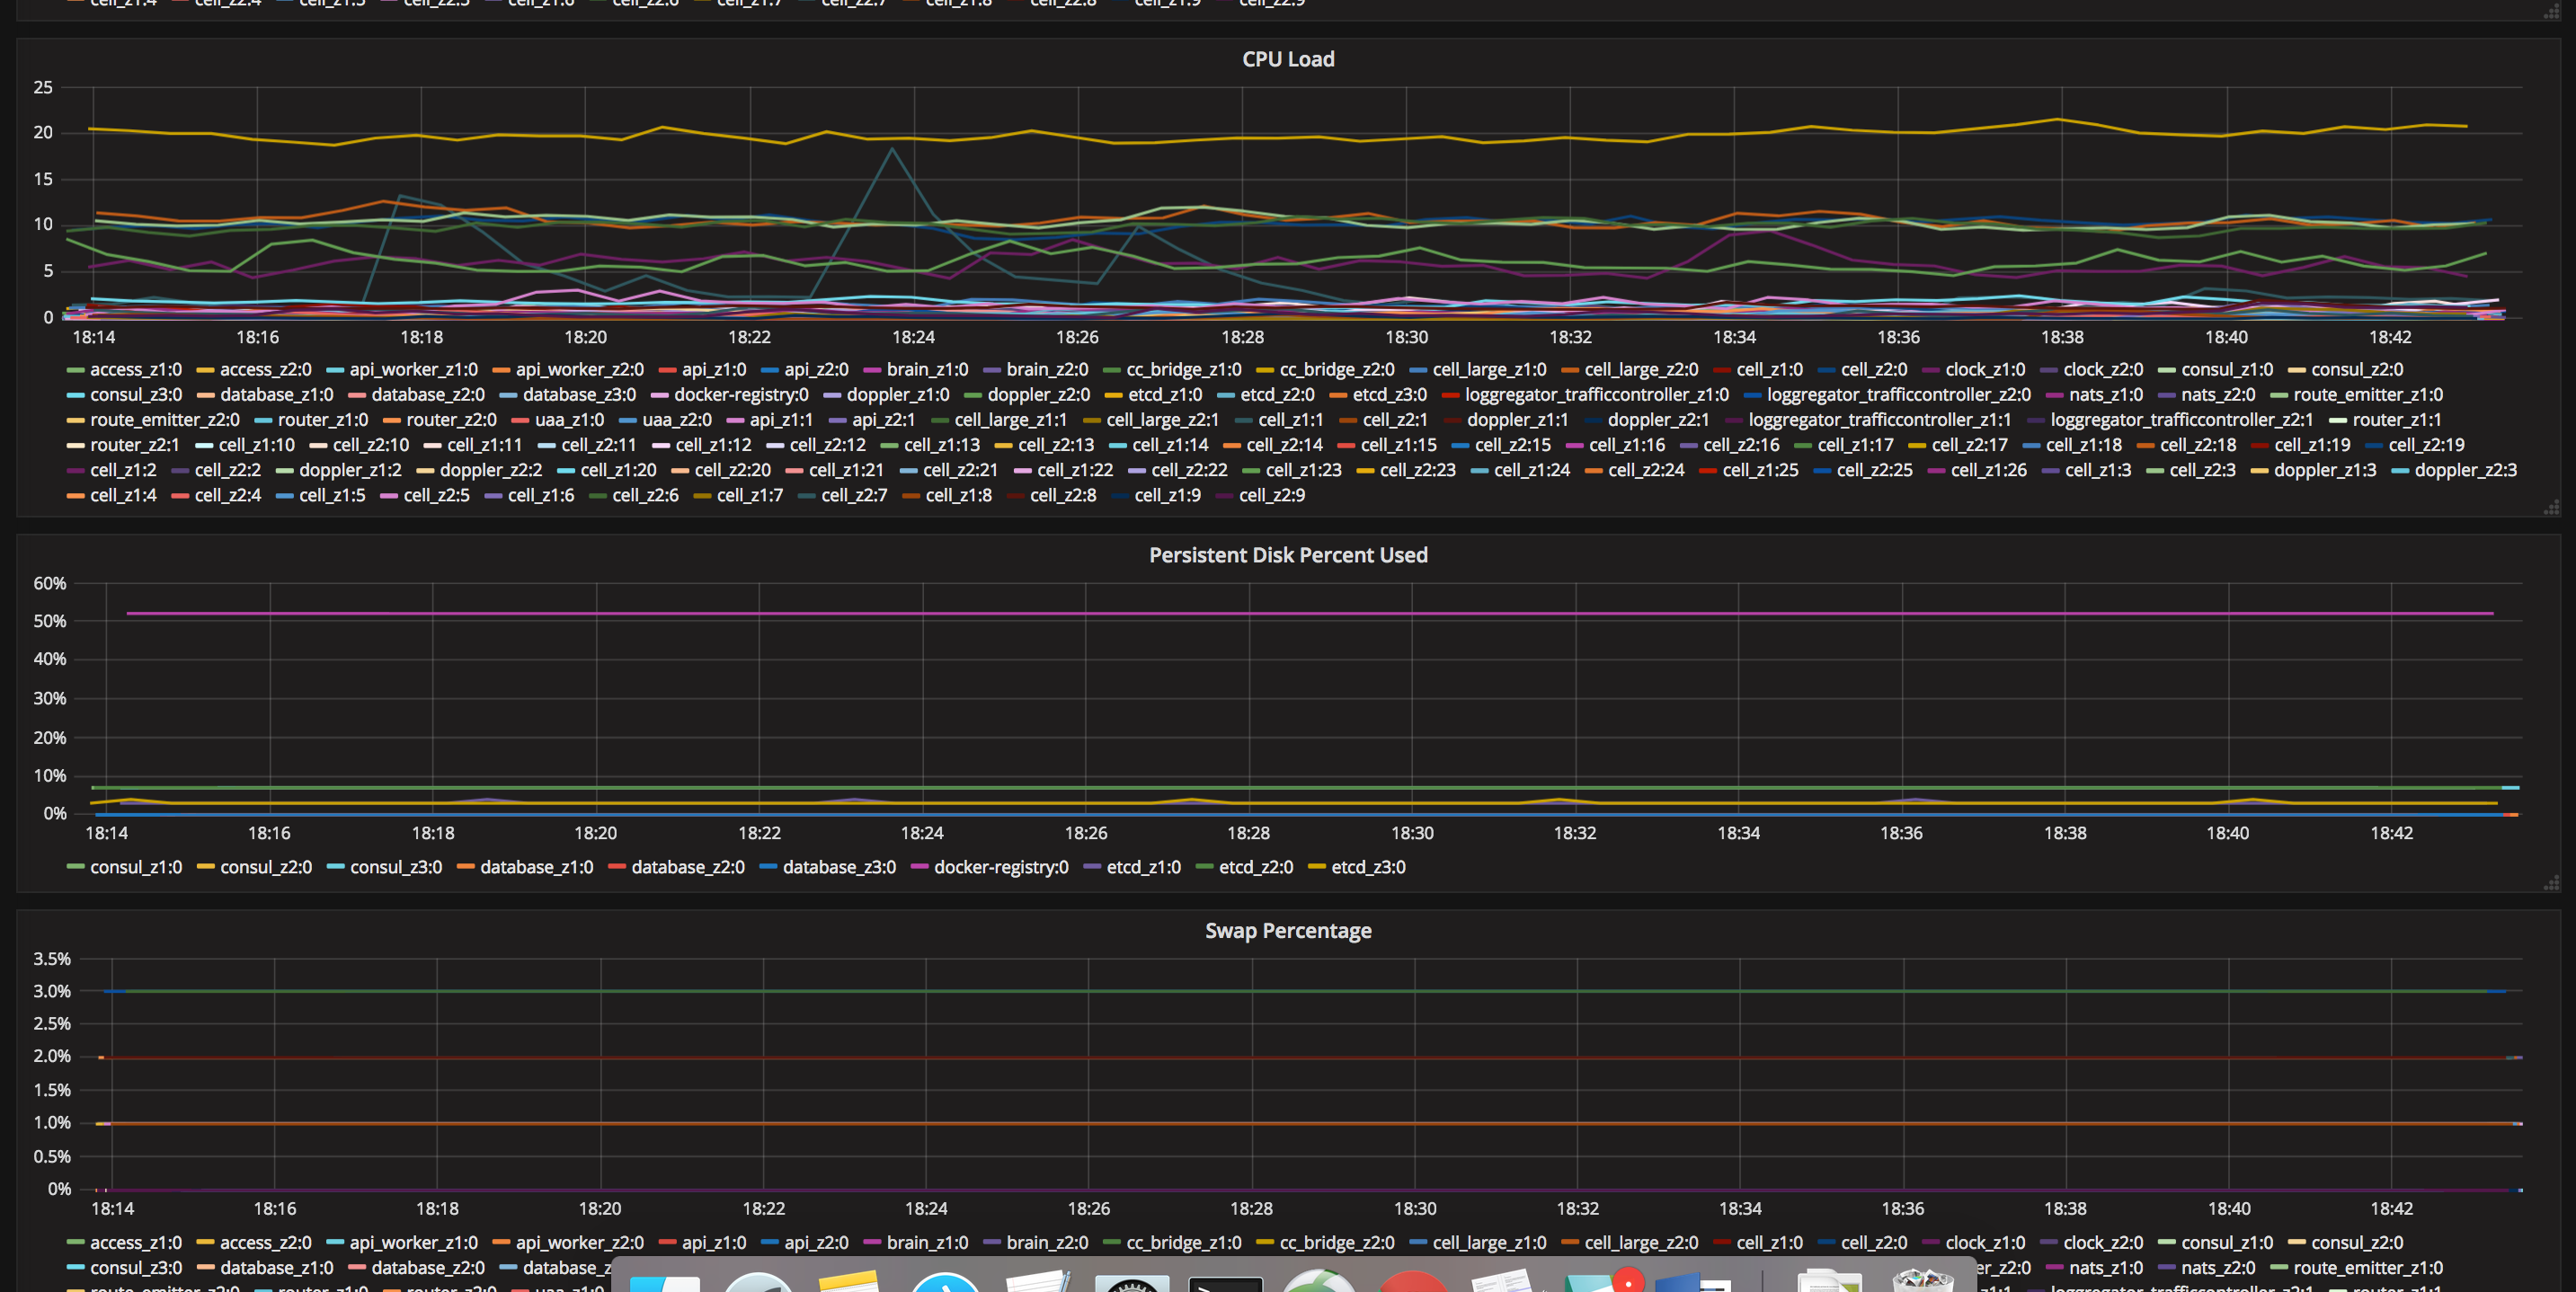 cell_z1:4 cell_z2:4 cell_z1:5 cell_z2:5 cell_z1:6 cell_z2:6 cell_z1:7 cell_z2:7 cell_z1:8 cell_z2:8 cell_z1:9 cell_z2:9
CPU Load
25
20
15
10
5
0
18:14 18:16 18:18 18:20 18:22 18:24 18:26 18:28 18:30 18:32 18:34 18:36 18:38 18:40 18:42
access_z1:0 access_z2:0 api_worker_z1:0 api_worker_z2:0 api_z1:0 api_z2:0 brain_z1:0 brain_z2:0 cc_bridge_z1:0 cc_bridge_z2:0 cell_large_z1:0 cell_large_z2:0 cell_z1:0 cell_z2:0 clock_z1:0 clock_z2:0 consul_z1:0 consul_z2:0
consul_z3:0 database_z1:0 database_z2:0 database_z3:0 docker-registry:0 doppler_z1:0 doppler_z2:0 etcd_z1:0 etcd_z2:0 etcd_z3:0 loggregator_trafficcontroller_z1:0 loggregator_trafficcontroller_z2:0 nats_z1:0 nats_z2:0 route_emitter_z1:0
route_emitter_z2:0 router_z1:0 router_z2:0 uaa_z1:0 uaa_z2:0 api_z1:1 api_z2:1 cell_large_z1:1 cell_large_z2:1 cell_z1:1 cell_z2:1 doppler_z1:1 doppler_z2:1 loggregator_trafficcontroller_z1:1 loggregator_trafficcontroller_z2:1 router_z1:1
router_z2:1 cell_z1:10 cell_z2:10 cell_z1:11 cell_z2:11 cell_z1:12 cell_z2:12 cell_z1:13 cell_z2:13 cell_z1:14 cell_z2:14 cell_z1:15 cell_z2:15 cell_z1:16 cell_z2:16 cell_z1:17 cell_z2:17 cell_z1:18 cell_z2:18 cell_z1:19 cell_z2:19
cell_z1:2 cell_z2:2 doppler_z1:2 doppler_z2:2 cell_z1:20 cell_z2:20 cell_z1:21 cell_z2:21 cell_z1:22 cell_z2:22 cell_z1:23 cell_z2:23 cell_z1:24 cell_z2:24 cell_z1:25 cell_z2:25 cell_z1:26 cell_z1:3 cell_z2:3 doppler_z1:3 doppler_z2:3
cell_z1:4 cell_z2:4 cell_z1:5 cell_z2:5 cell_z1:6 cell_z2:6 cell_z1:7 cell_z2:7 cell_z1:8 cell_z2:8 cell_z1:9 cell_z2:9
Persistent Disk Percent Used
60%
50%
40%
30%
20%
10%
0%
18:14 18:16 18:18 18:20 18:22 18:24 18:26 18:28 18:30 18:32 18:34 18:36 18:38 18:40 18:42
consul_z1:0 consul_z2:0 consul_z3:0 database_z1:0 database_z2:0 database_z3:0 docker-registry:0 etcd_z1:0 etcd_z2:0 etcd_z3:0
Swap Percentage
3.5%
3.0%
2.5%
2.0%
1.5%
1.0%
0.5%
0%
18:14 18:16 18:18 18:20 18:22 18:24 18:26 18:28 18:30 18:32 18:34 18:36 18:38 18:40 18:42
access_z1:0 access_z2:0 api_worker_z1:0 api_worker_z2:0 api_z1:0 api_z2:0 brain_z1:0 brain_z2:0 cc_bridge_z1:0 cc_bridge_z2:0 cell_large_z1:0 cell_large_z2:0 cell_z1:0 cell_z2:0 clock_z1:0 clock_z2:0 consul_z1:0 consul_z2:0
consul_z3:0 database_z1:0 database_z2:0 database_z er_z2:0 nats_z1:0 nats_z2:0 route_emitter_z1:0
route_emitter_z2:0 router_z1:0 router_z2:0 uaa_z1:0 z1:1 loggregator_trafficcontroller_z2:1 router_z1:1